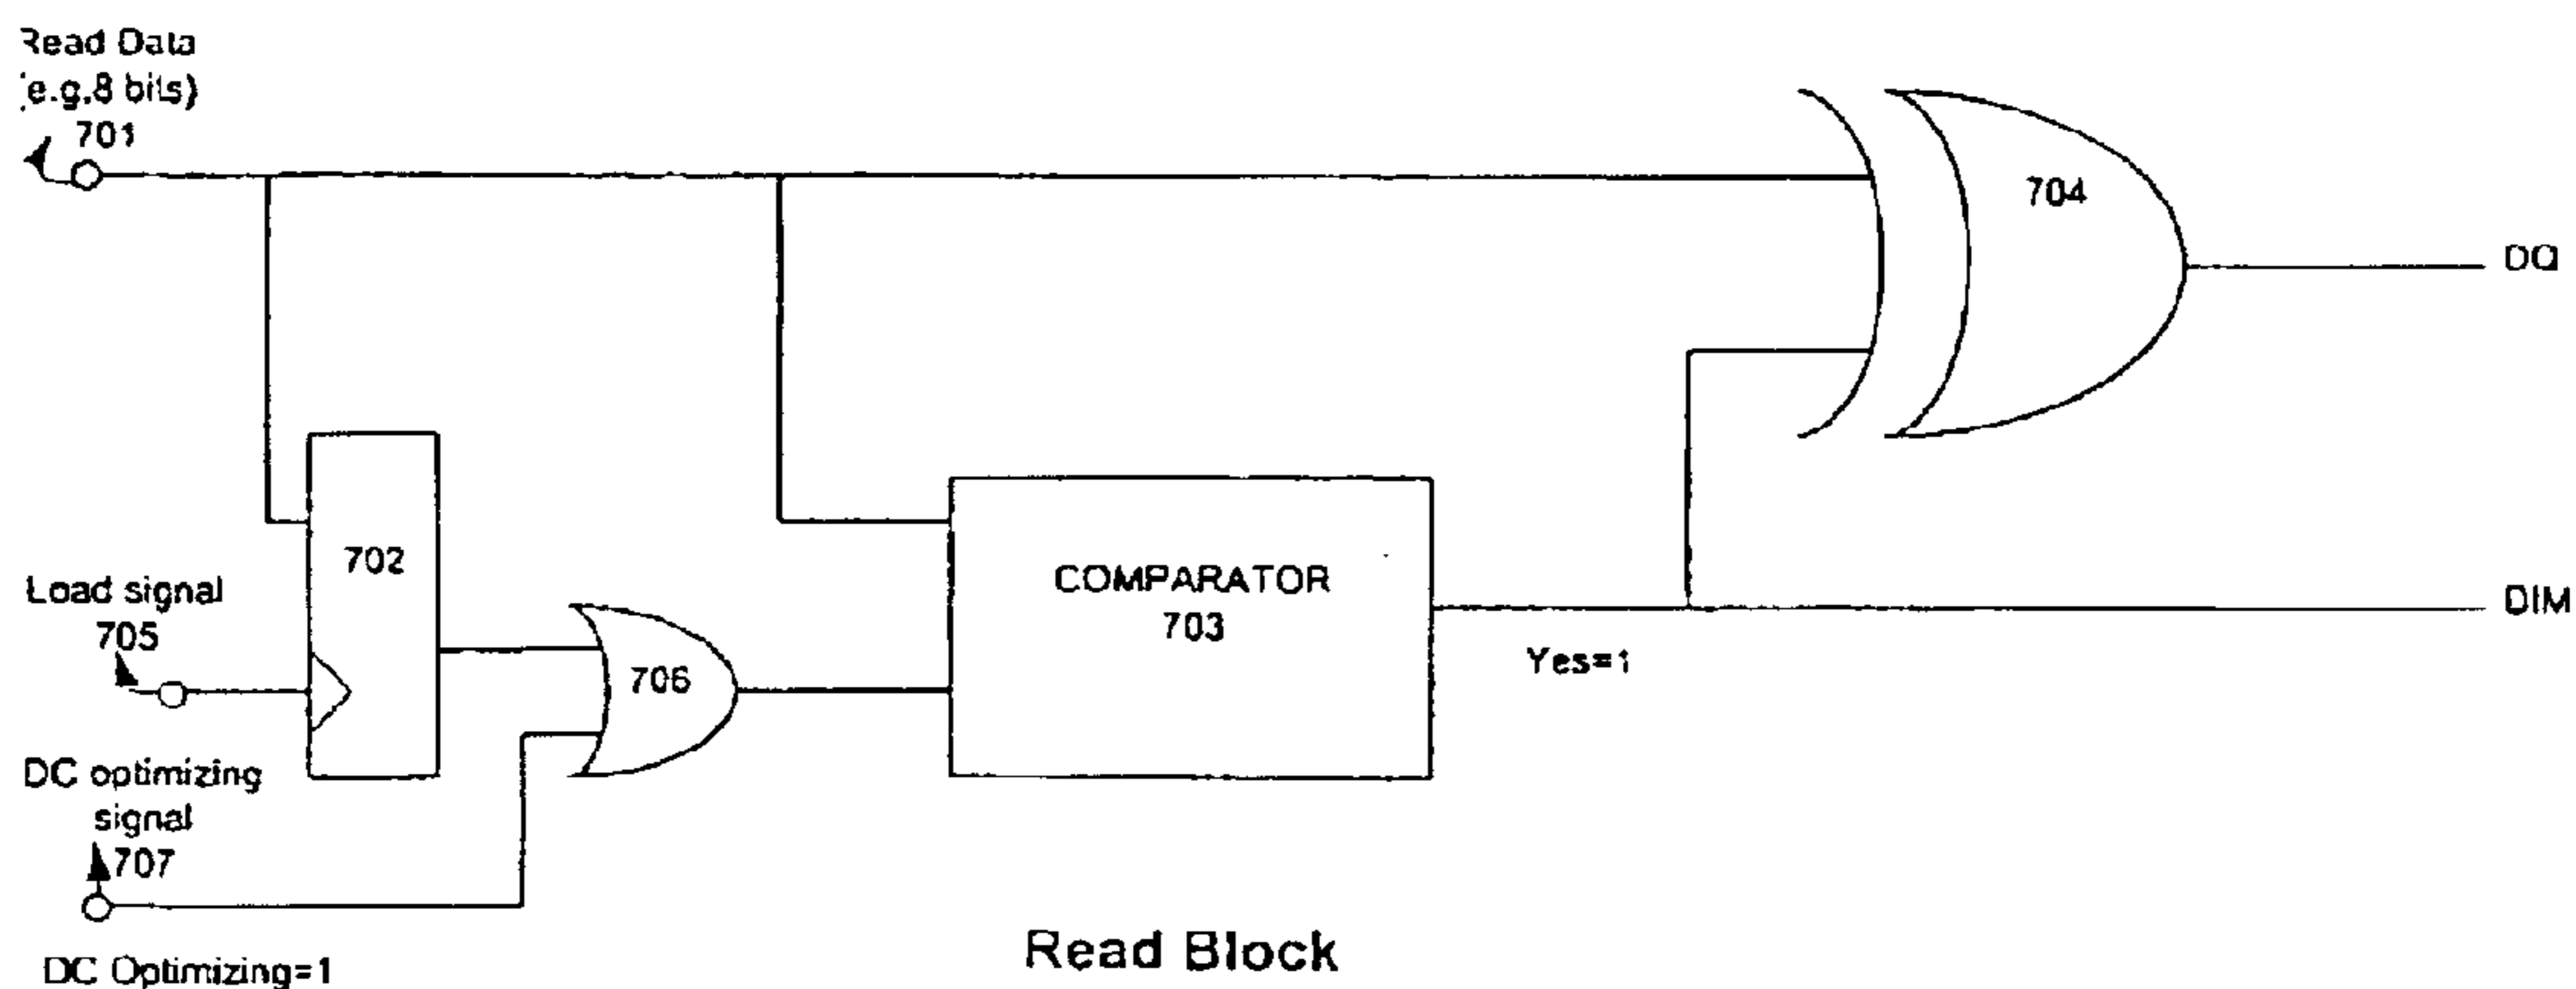 Read Data
(e.g.8 bits)
701
704
DQ
702
Load signal
705
COMPARATOR
703
DIM
706
Yes=1
DC optimizing
signal
707
Read Block
DC Optimizing=1